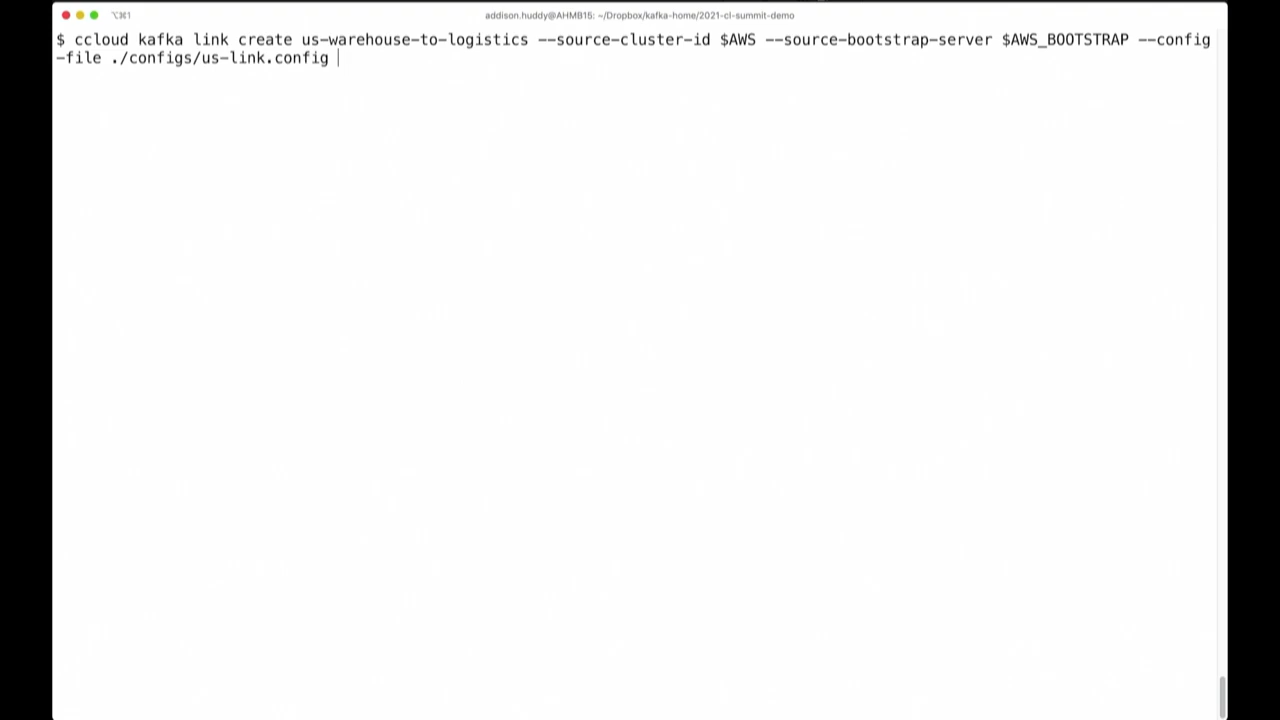 ⌥⌘1
addison.huddy@AHMB15: ~/Dropbox/kafka-home/2021-cl-summit-demo
$ ccloud kafka link create us-warehouse-to-logistics --source-cluster-id $AWS --source-bootstrap-server $AWS_BOOTSTRAP --config
-file ./configs/us-link.config